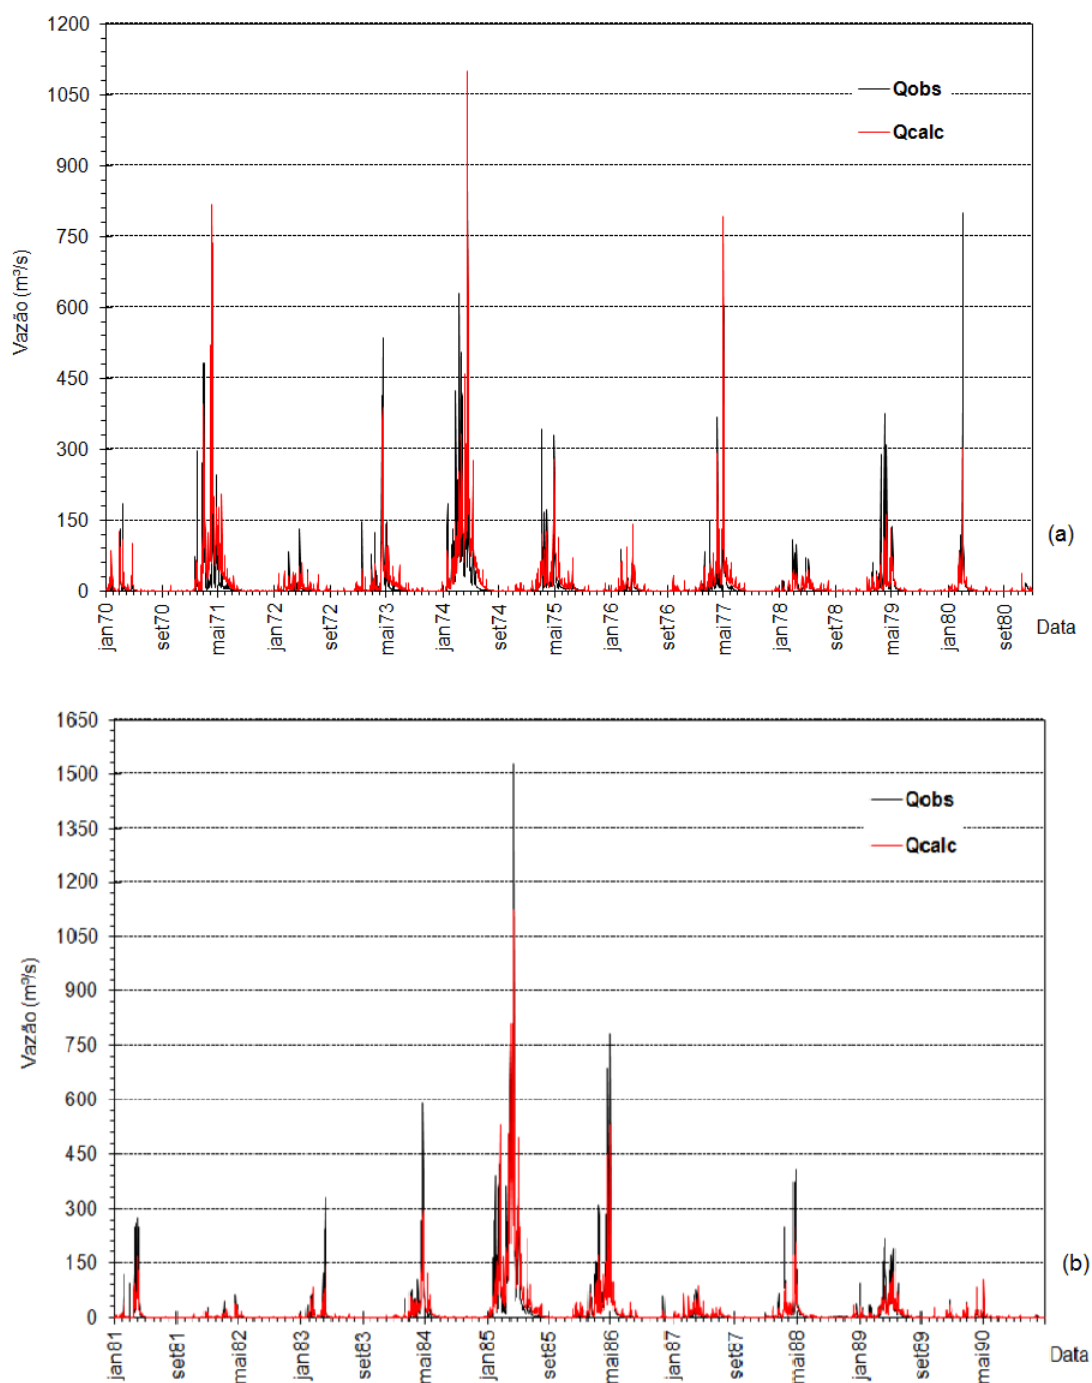 1200
1050
900
750
600
450
300
150
0
Vazão (m³/s)
Qobs
Qcalc
(a)
jan70
set70
mai71
jan72
set72
mai73
jan74
set74
mai75
jan76
set76
mai77
jan78
set78
mai79
jan80
set80
Data
1650
1500
1350
1200
1050
900
750
600
450
300
150
0
Vazão (m³/s)
Qobs
Qcalc
(b)
jan81
set81
mai82
jan83
set83
mai84
jan85
set85
mai86
jan87
set87
mai88
jan89
set89
mai90
Data